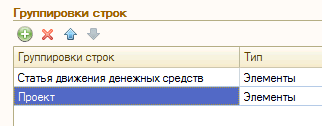 Группировки строк
Группировки строк Тип
Статья движения денежных средств Элементы
Проект Элементы